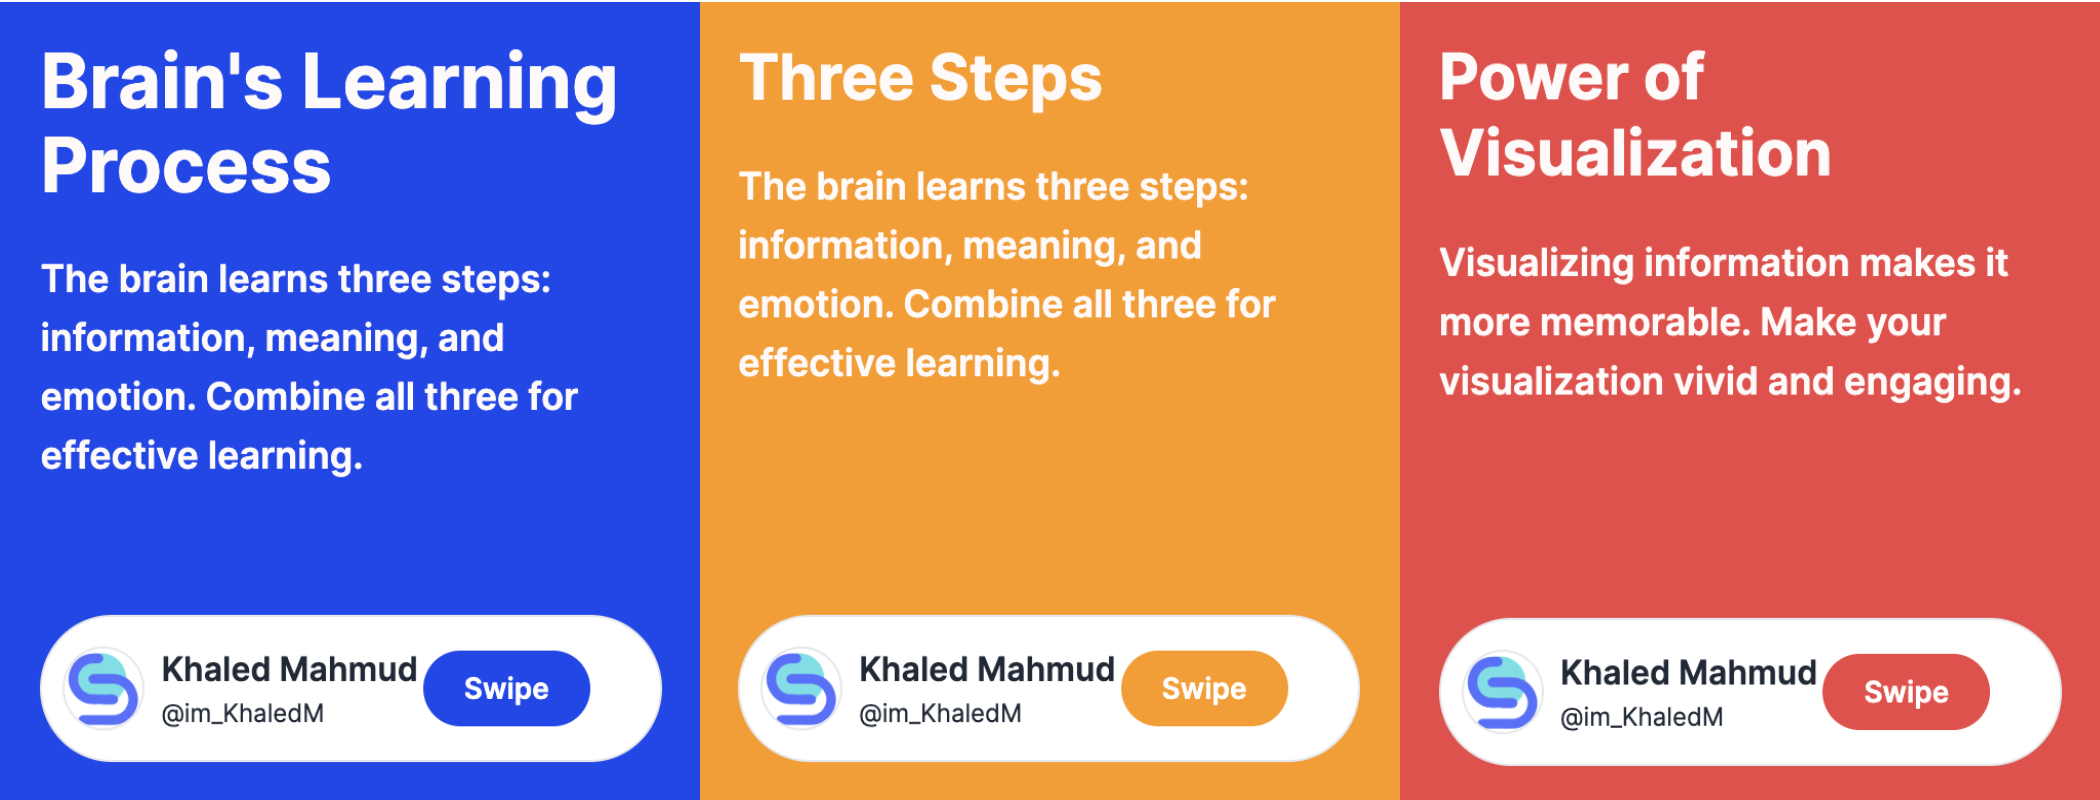 Brain's Learning
Process
The brain learns three steps:
information, meaning, and
emotion. Combine all three for
effective learning.
Khaled Mahmud
@im_KhaledM
Swipe
Three Steps
The brain learns three steps:
information, meaning, and
emotion. Combine all three for
effective learning.
Khaled Mahmud
@im_KhaledM
Swipe
Power of
Visualization
Visualizing information makes it
more memorable. Make your
visualization vivid and engaging.
Khaled Mahmud
@im_KhaledM
Swipe